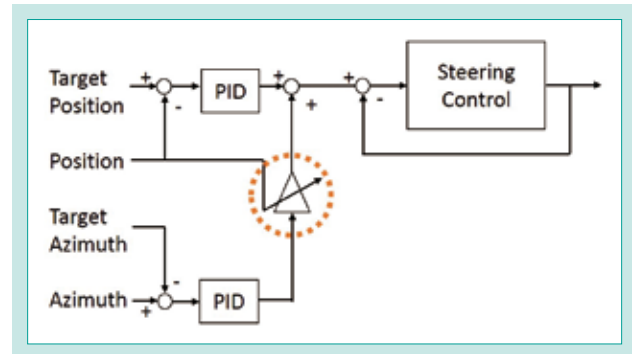 Target
Position
+
-
PID
+
+
+
-
Steering
Control
Position
Target
Azimuth
Azimuth
-
+
PID